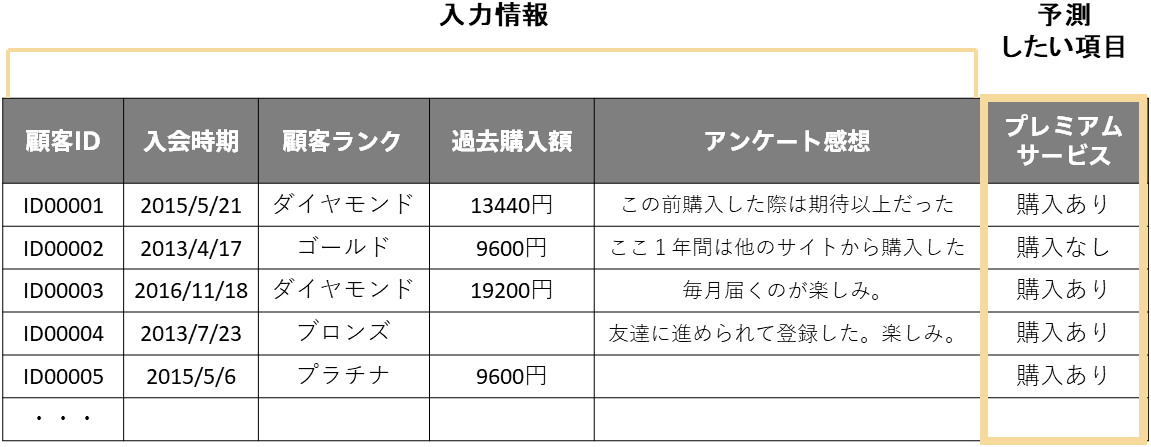 入力情報
予測
したい項目
顧客ID 入会時期 顧客ランク 過去購入額 アンケート感想 プレミアム
サービス
ID00001 2015/5/21 ダイヤモンド 13440円 この前購入した際は期待以上だった 購入あり
ID00002 2013/4/17 ゴールド 9600円 ここ１年間は他のサイトから購入した 購入なし
ID00003 2016/11/18 ダイヤモンド 19200円 毎月届くのが楽しみ。 購入あり
ID00004 2013/7/23 ブロンズ 友達に進められて登録した。楽しみ。 購入あり
ID00005 2015/5/6 プラチナ 9600円 購入あり
・・・